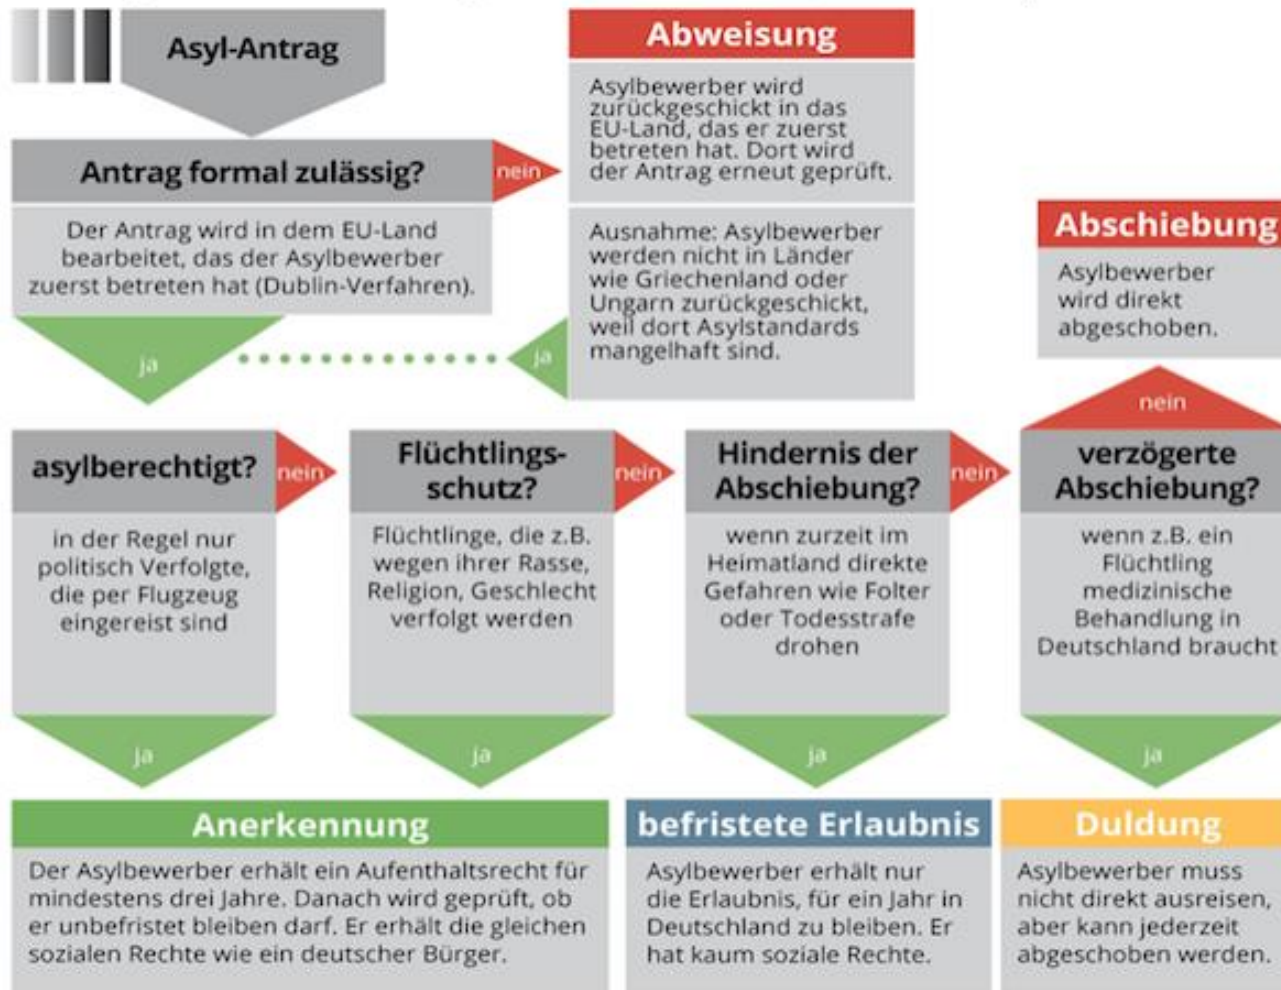 Asyl-Antrag
Antrag formal zulässig?
nein
Der Antrag wird in dem EU-Land
bearbeitet, das der Asylbewerber
zuerst betreten hat (Dublin-Verfahren).
ja
Abweisung
Asylbewerber wird
zurückgeschickt in das
EU-Land, das er zuerst
betreten hat. Dort wird
der Antrag erneut geprüft.
Ausnahme: Asylbewerber
werden nicht in Länder
wie Griechenland oder
Ungarn zurückgeschickt,
weil dort Asylstandards
mangelhaft sind.
ja
Abschiebung
Asylbewerber
wird direkt
abgeschoben.
nein
asylberechtigt?
nein
in der Regel nur
politisch Verfolgte,
die per Flugzeug
eingereist sind
ja
Flüchtlings-
schutz?
nein
Flüchtlinge, die z.B.
wegen ihrer Rasse,
Religion, Geschlecht
verfolgt werden
ja
Hindernis der
Abschiebung?
nein
wenn zurzeit im
Heimatland direkte
Gefahren wie Folter
oder Todesstrafe
drohen
ja
verzögerte
Abschiebung?
wenn z.B. ein
Flüchtling
medizinische
Behandlung in
Deutschland braucht
ja
Anerkennung
Der Asylbewerber erhält ein Aufenthaltsrecht für
mindestens drei Jahre. Danach wird geprüft, ob
er unbefristet bleiben darf. Er erhält die gleichen
sozialen Rechte wie ein deutscher Bürger.
befristete Erlaubnis
Asylbewerber erhält nur
die Erlaubnis, für ein Jahr in
Deutschland zu bleiben. Er
hat kaum soziale Rechte.
Duldung
Asylbewerber muss
nicht direkt ausreisen,
aber kann jederzeit
abgeschoben werden.